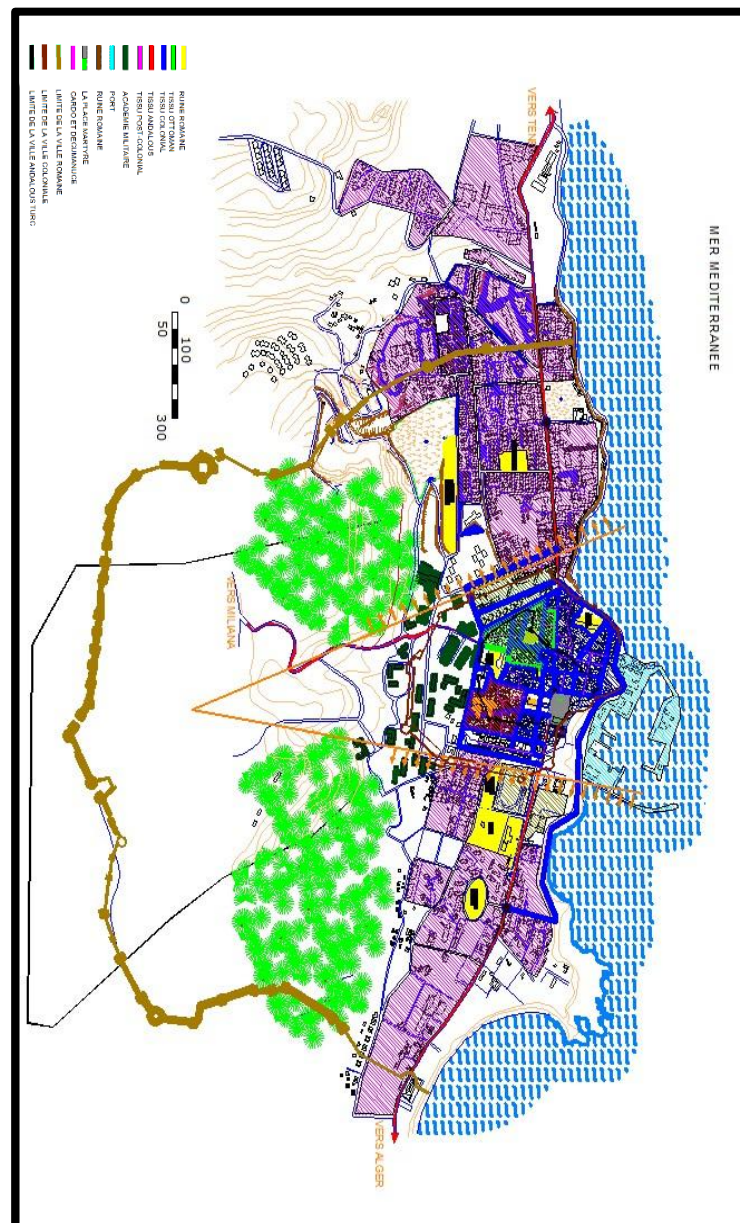 MER MEDITERRANEE
VERS TENES
VERS MILIANA
VERS ALGER
0
50
100
300
RUINE ROMAINE
TISSU OTTOMAN
TISSU COLONIAL
TISSU ANDALOUS
TISSU POST-COLONIAL
ACADEMIE MILITAIRE
PORT
RUINE ROMAINE
LA PLACE MARTYRE
CARDO ET DECUMANUCE
LIMITE DE LA VILLE ROMAINE
LIMITE DE LA VILLE COLONIALE
LIMITE DE LA VILLE ANDALOUS TURC